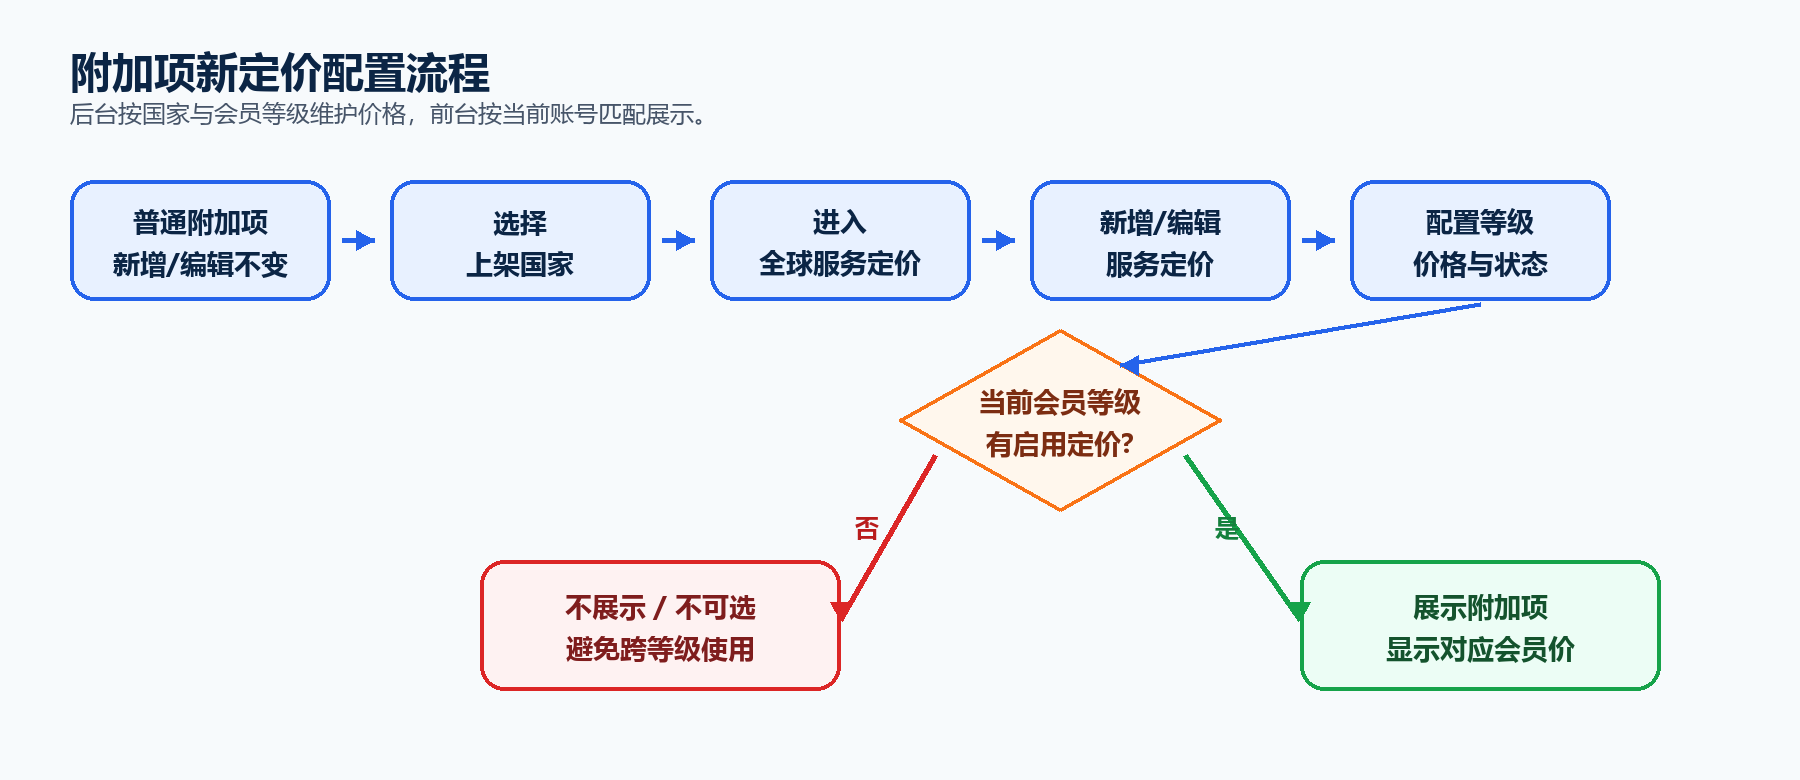 附加项新定价配置流程
后台按国家与会员等级维护价格，前台按当前账号匹配展示。
普通附加项
新增/编辑不变
选择
上架国家
进入
全球服务定价
新增/编辑
服务定价
配置等级
价格与状态
当前会员等级
有启用定价?
否
是
不展示 / 不可选
避免跨等级使用
展示附加项
显示对应会员价